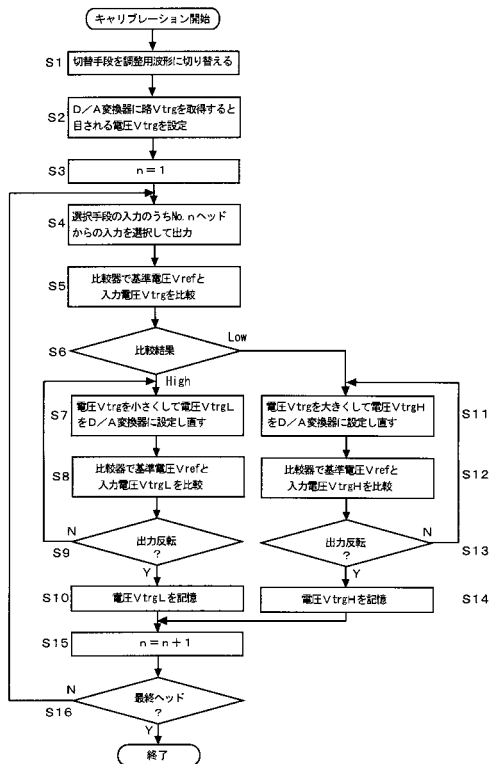 キャリブレーション開始
S1
切替手段を調整用波形に切り替える
S2
D／A変換器に略Vtrgを取得すると
目される電圧Vtrgを設定
S3
n＝1
S4
選択手段の入力のうちNo.nヘッド
からの入力を選択して出力
S5
比較器で基準電圧Vrefと
入力電圧Vtrgを比較
S6
比較結果
Low
High
S7
電圧Vtrgを小さくして電圧VtrgL
をD／A変換器に設定し直す
電圧Vtrgを大きくして電圧VtrgH
をD／A変換器に設定し直す
S11
S8
比較器で基準電圧Vrefと
入力電圧VtrgLを比較
比較器で基準電圧Vrefと
入力電圧VtrgHを比較
S12
N
出力反転
?
S9
Y
出力反転
?
N
S13
Y
S10
電圧VtrgLを記憶
電圧VtrgHを記憶
S14
S15
n＝n＋1
N
最終ヘッド
?
S16
Y
終了